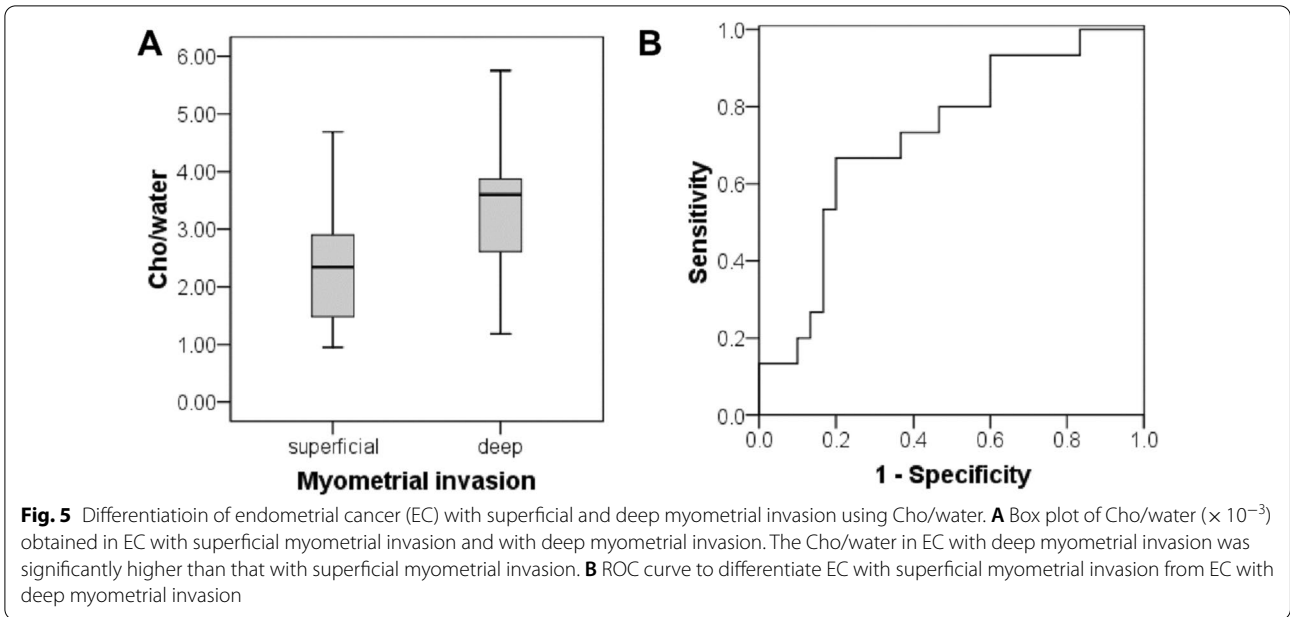 A
6.00
5.00
4.00
3.00
2.00
1.00
0.00
Cho/water
superficial
deep
Myometrial invasion
B
1.0
0.8
0.6
0.4
0.2
0.0
Sensitivity
0.0 0.2 0.4 0.6 0.8 1.0
1 - Specificity
Fig. 5 Differentiatioin of endometrial cancer (EC) with superficial and deep myometrial invasion using Cho/water. A Box plot of Cho/water (× 10⁻³)
obtained in EC with superficial myometrial invasion and with deep myometrial invasion. The Cho/water in EC with deep myometrial invasion was
significantly higher than that with superficial myometrial invasion. B ROC curve to differentiate EC with superficial myometrial invasion from EC with
deep myometrial invasion